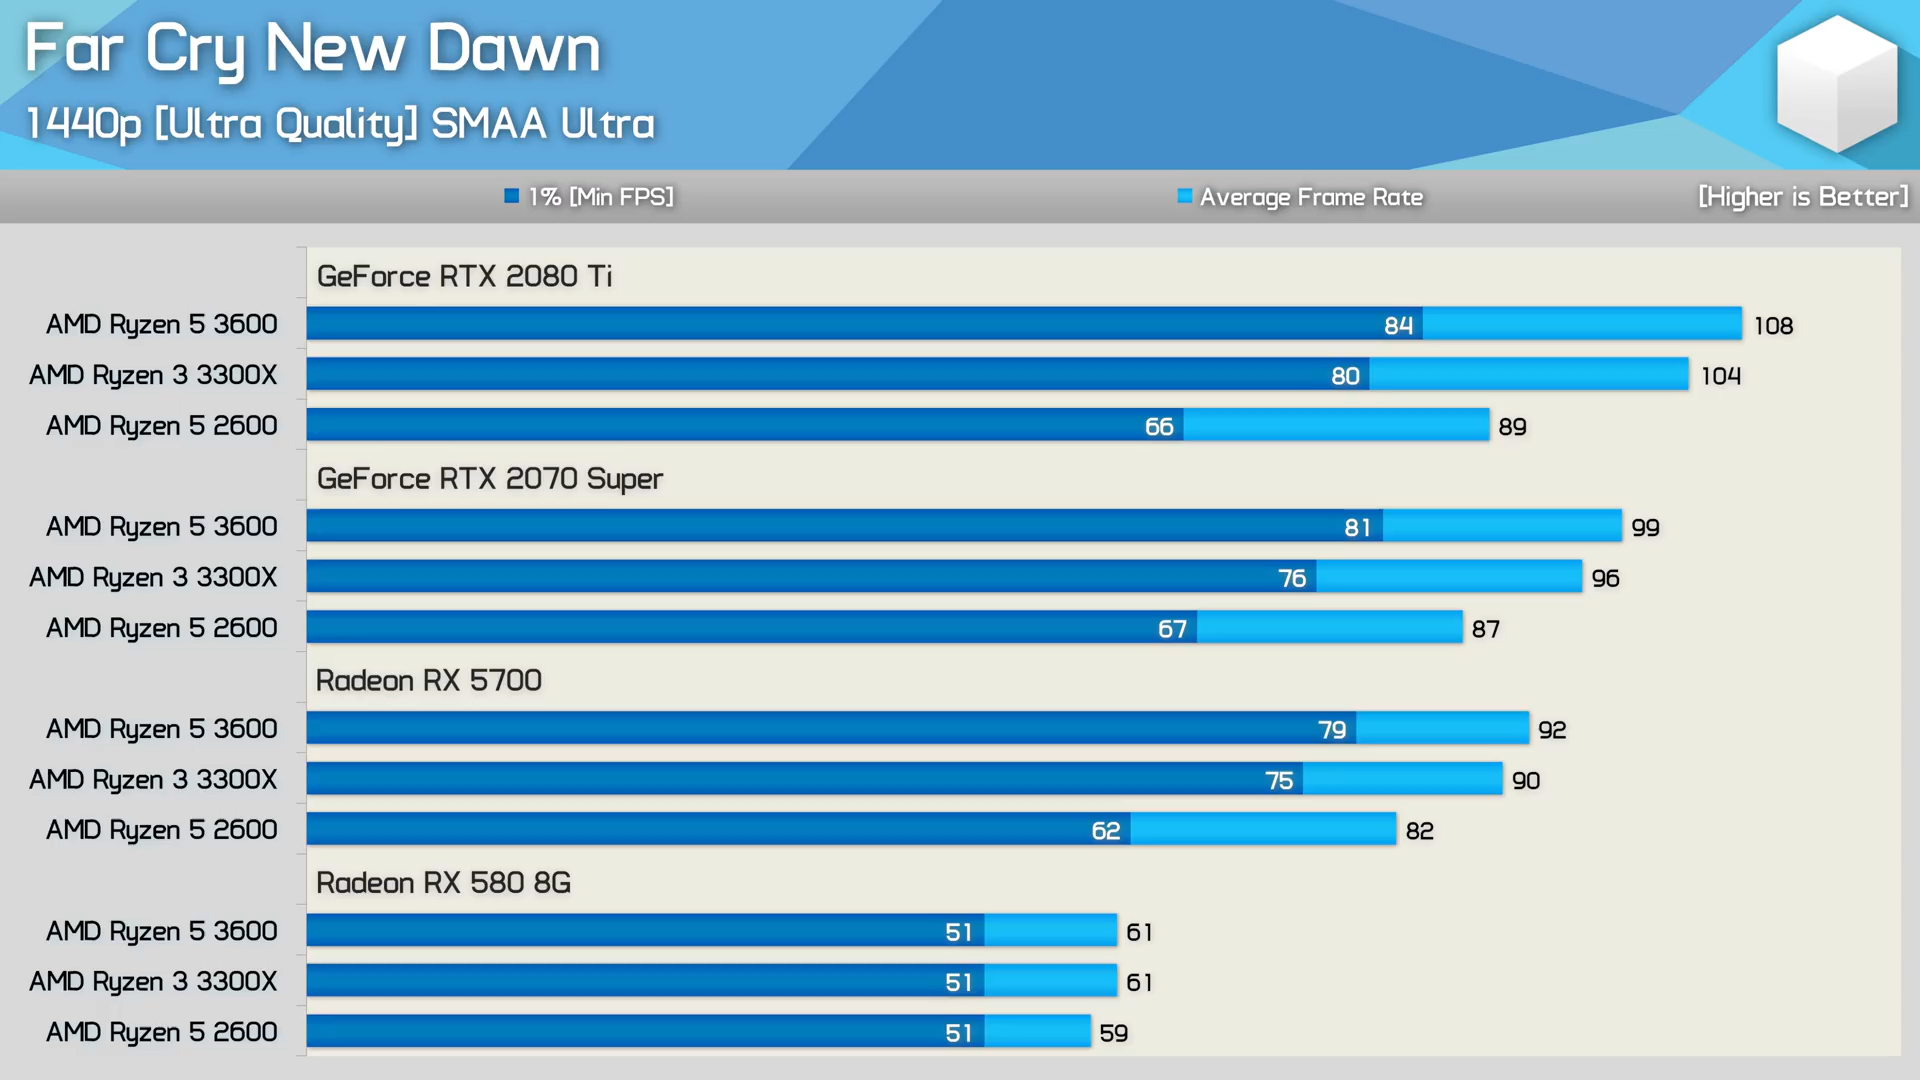 Far Cry New Dawn
1440p [Ultra Quality] SMAA Ultra
1% [Min FPS] Average Frame Rate [Higher is Better]
GeForce RTX 2080 Ti
AMD Ryzen 5 3600 84 108
AMD Ryzen 3 3300X 80 104
AMD Ryzen 5 2600 66 89
GeForce RTX 2070 Super
AMD Ryzen 5 3600 81 99
AMD Ryzen 3 3300X 76 96
AMD Ryzen 5 2600 67 87
Radeon RX 5700
AMD Ryzen 5 3600 79 92
AMD Ryzen 3 3300X 75 90
AMD Ryzen 5 2600 62 82
Radeon RX 580 8G
AMD Ryzen 5 3600 51 61
AMD Ryzen 3 3300X 51 61
AMD Ryzen 5 2600 51 59